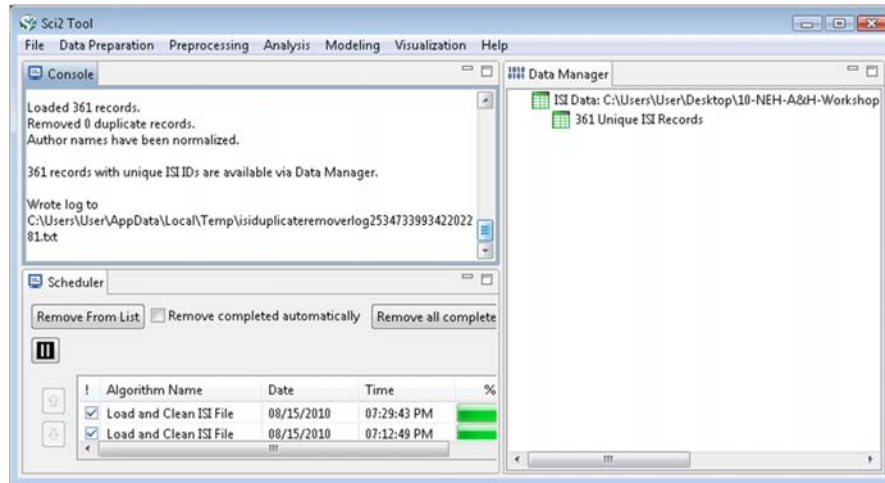 Sci2 Tool
File Data Preparation Preprocessing Analysis Modeling Visualization Help
Console
Loaded 361 records.
Removed 0 duplicate records.
Author names have been normalized.
361 records with unique ISI IDs are available via Data Manager.
Wrote log to
C:\Users\User\AppData\Local\Temp\isiduplicateremoverlog2534733993422022
81.txt
Scheduler
Remove From List Remove completed automatically Remove all complete
! Algorithm Name Date Time %
Load and Clean ISI File 08/15/2010 07:29:43 PM
Load and Clean ISI File 08/15/2010 07:12:49 PM
Data Manager
ISI Data: C:\Users\User\Desktop\10-NEH-A&H-Workshop
361 Unique ISI Records